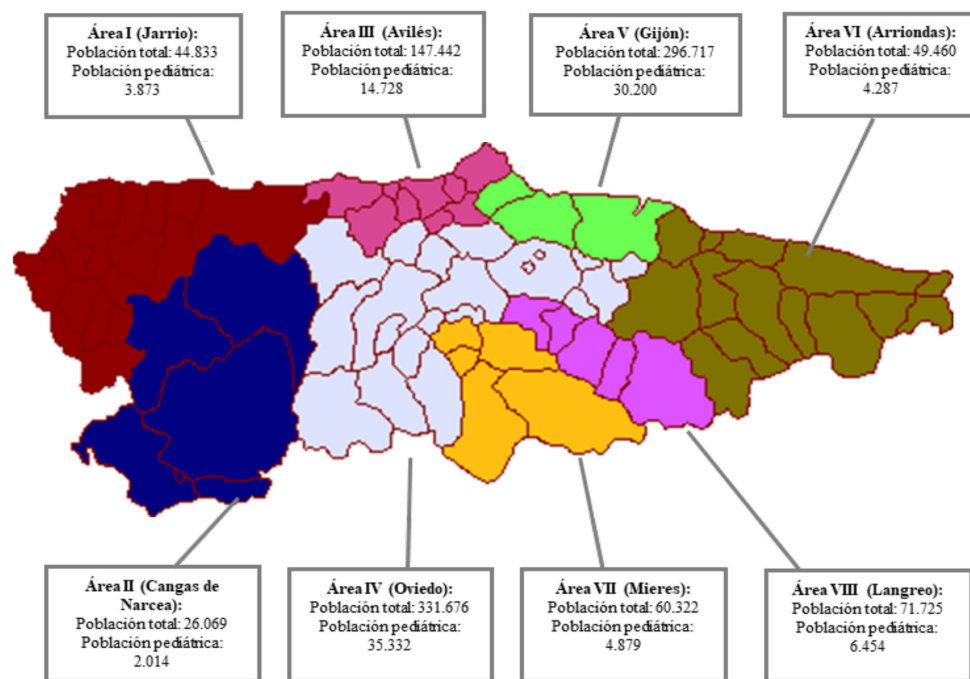 Área I (Jarrio):
Población total: 44.833
Población pediátrica:
3.873
Área III (Avilés):
Población total: 147.442
Población pediátrica:
14.728
Área V (Gijón):
Población total: 296.717
Población pediátrica:
30.200
Área VI (Arriondas):
Población total: 49.460
Población pediátrica:
4.287
Área II (Cangas de
Narcea):
Población total: 26.069
Población pediátrica:
2.014
Área IV (Oviedo):
Población total: 331.676
Población pediátrica:
35.332
Área VII (Mieres):
Población total: 60.322
Población pediátrica:
4.879
Área VIII (Langreo):
Población total: 71.725
Población pediátrica:
6.454